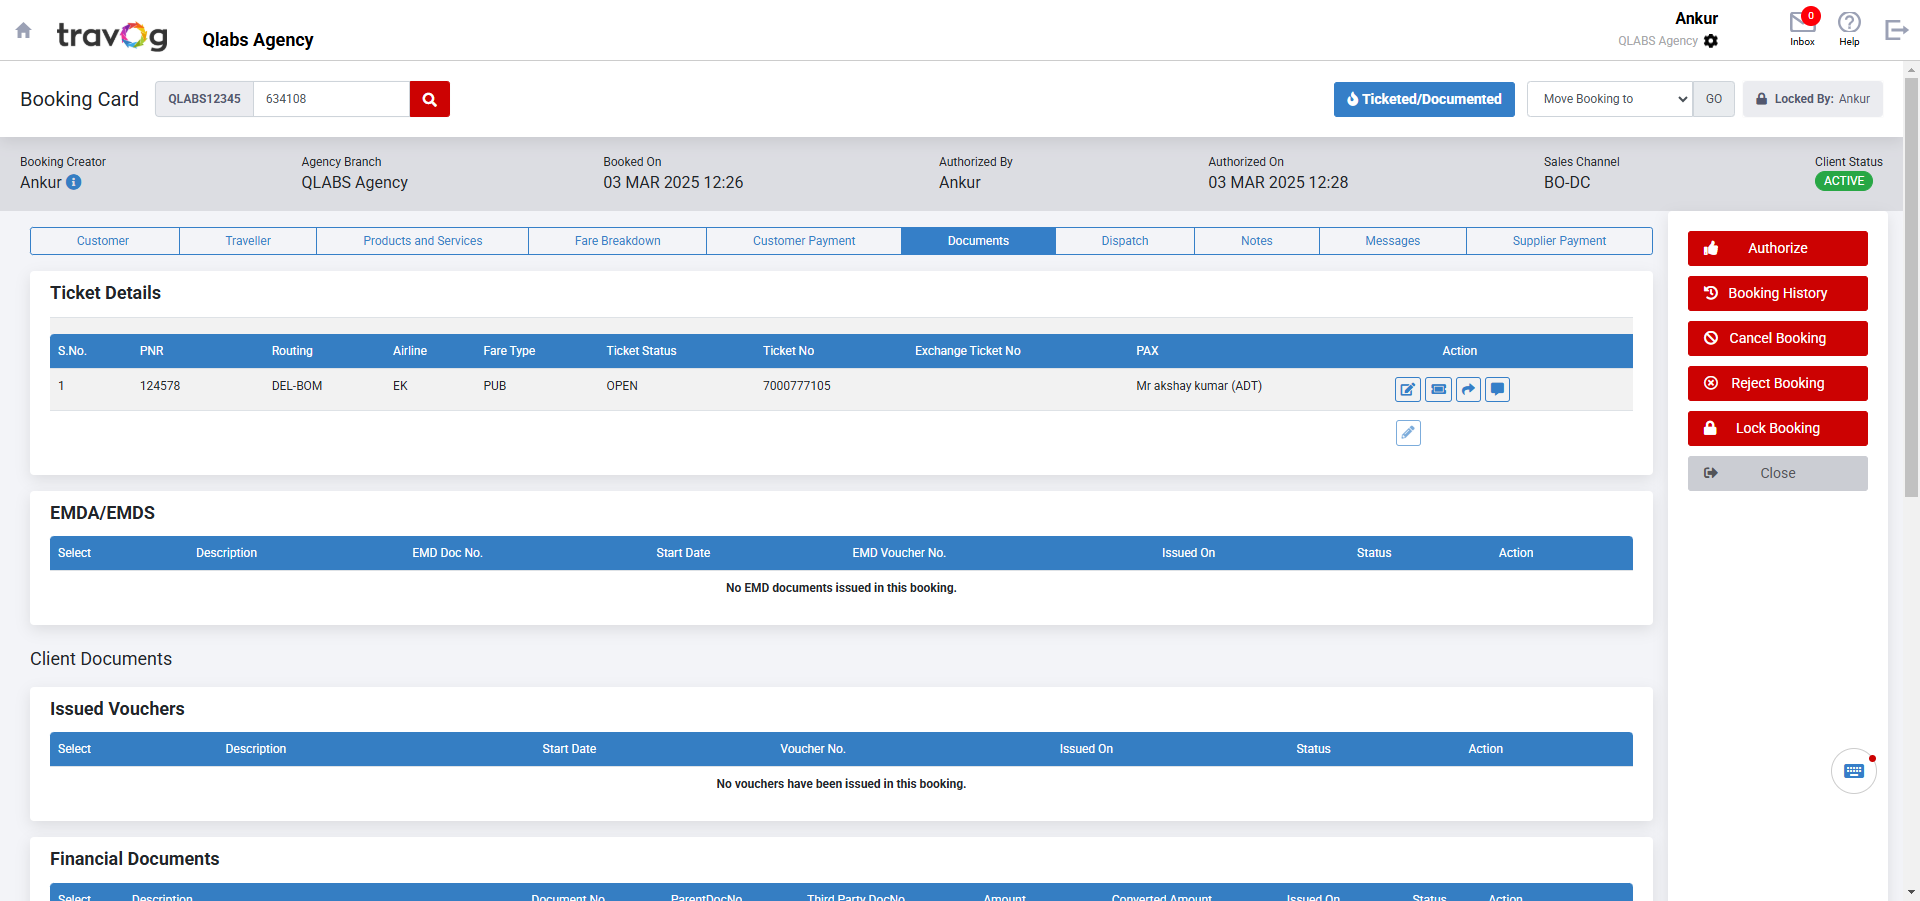 travog
Qlabs Agency
Ankur
QLABS Agency
0
Inbox
Help
Booking Card
QLABS12345
634108
Ticketed/Documented
Move Booking to
GO
Locked By: Ankur
Booking Creator
Ankur
Agency Branch
QLABS Agency
Booked On
03 MAR 2025 12:26
Authorized By
Ankur
Authorized On
03 MAR 2025 12:28
Sales Channel
BO-DC
Client Status
ACTIVE
Customer Traveller Products and Services Fare Breakdown Customer Payment Documents Dispatch Notes Messages Supplier Payment
Authorize
Booking History
Cancel Booking
Reject Booking
Lock Booking
Close
Ticket Details
S.No. PNR Routing Airline Fare Type Ticket Status Ticket No Exchange Ticket No PAX Action
1 124578 DEL-BOM EK PUB OPEN 7000777105 Mr akshay kumar (ADT)
EMDA/EMDS
Select Description EMD Doc No. Start Date EMD Voucher No. Issued On Status Action
No EMD documents issued in this booking.
Client Documents
Issued Vouchers
Select Description Start Date Voucher No. Issued On Status Action
No vouchers have been issued in this booking.
Financial Documents
Select Description Document No ParentDocNo Third Party DocNo Amount Converted Amount Issued On Status Action